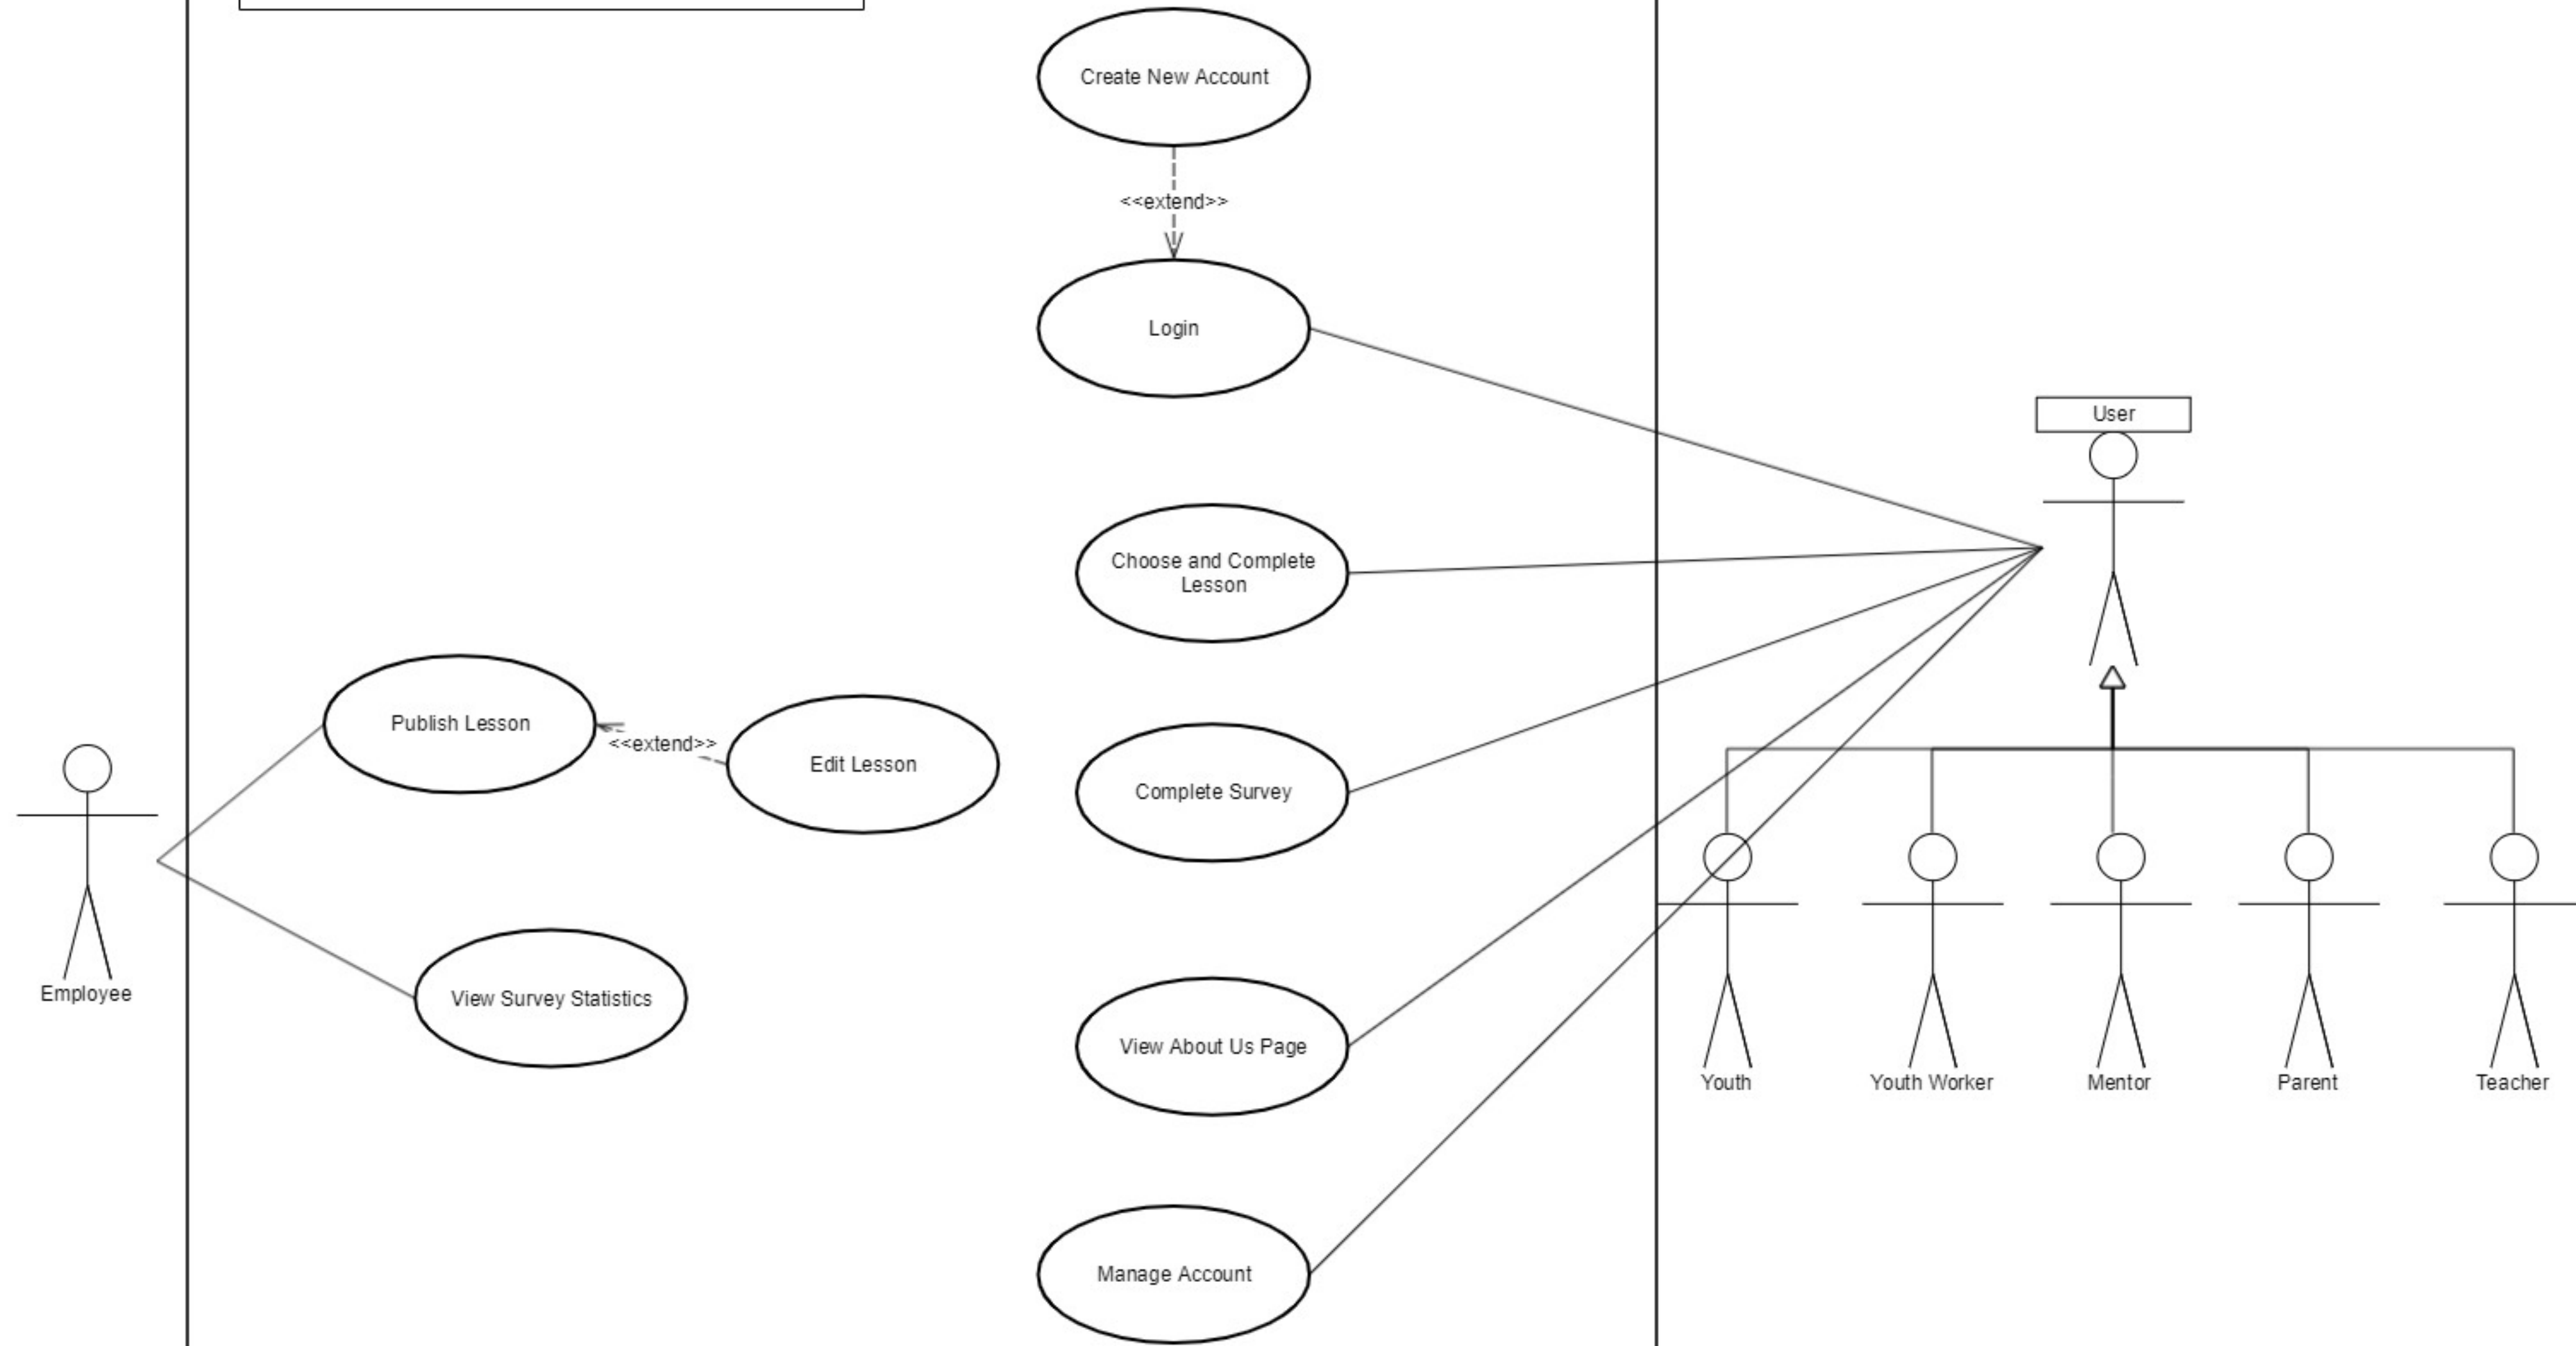 Create New Account
<<extend>>
Login
User
Choose and Complete
Lesson
Publish Lesson
<<extend>>
Edit Lesson
Complete Survey
Employee
View Survey Statistics
View About Us Page
Youth
Youth Worker
Mentor
Parent
Teacher
Manage Account